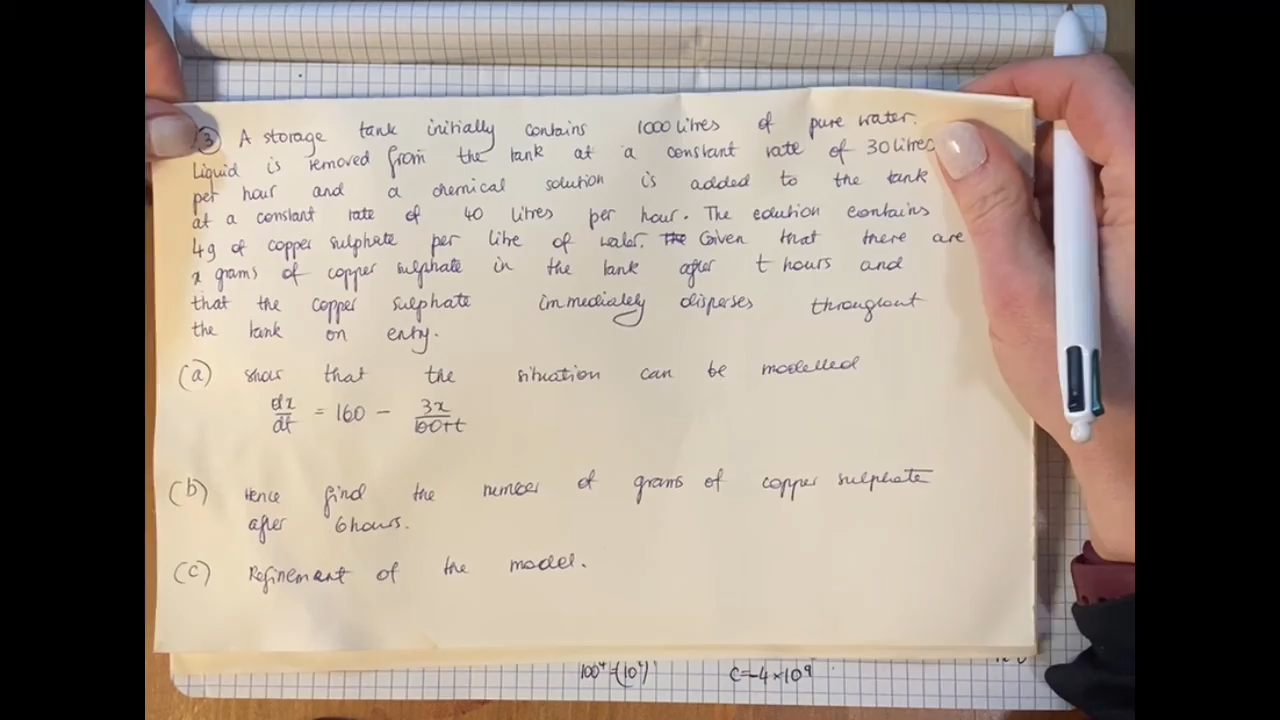 (3) A storage tank initially contains 1000 litres of pure water.
Liquid is removed from the tank at a constant rate of 30 litres
per hour and a chemical solution is added to the tank
at a constant rate of 40 litres per hour. The solution contains
4g of copper sulphate per litre of water. The Given that there are
x grams of copper sulphate in the tank after t hours and
that the copper sulphate immediately disperses throughout
the tank on entry.
(a) Show that the situation can be modelled
dx/dt = 160 - 3x/100+t
(b) Hence find the number of grams of copper sulphate
after 6 hours.
(c) Refinement of the model.
C=-4×10⁹